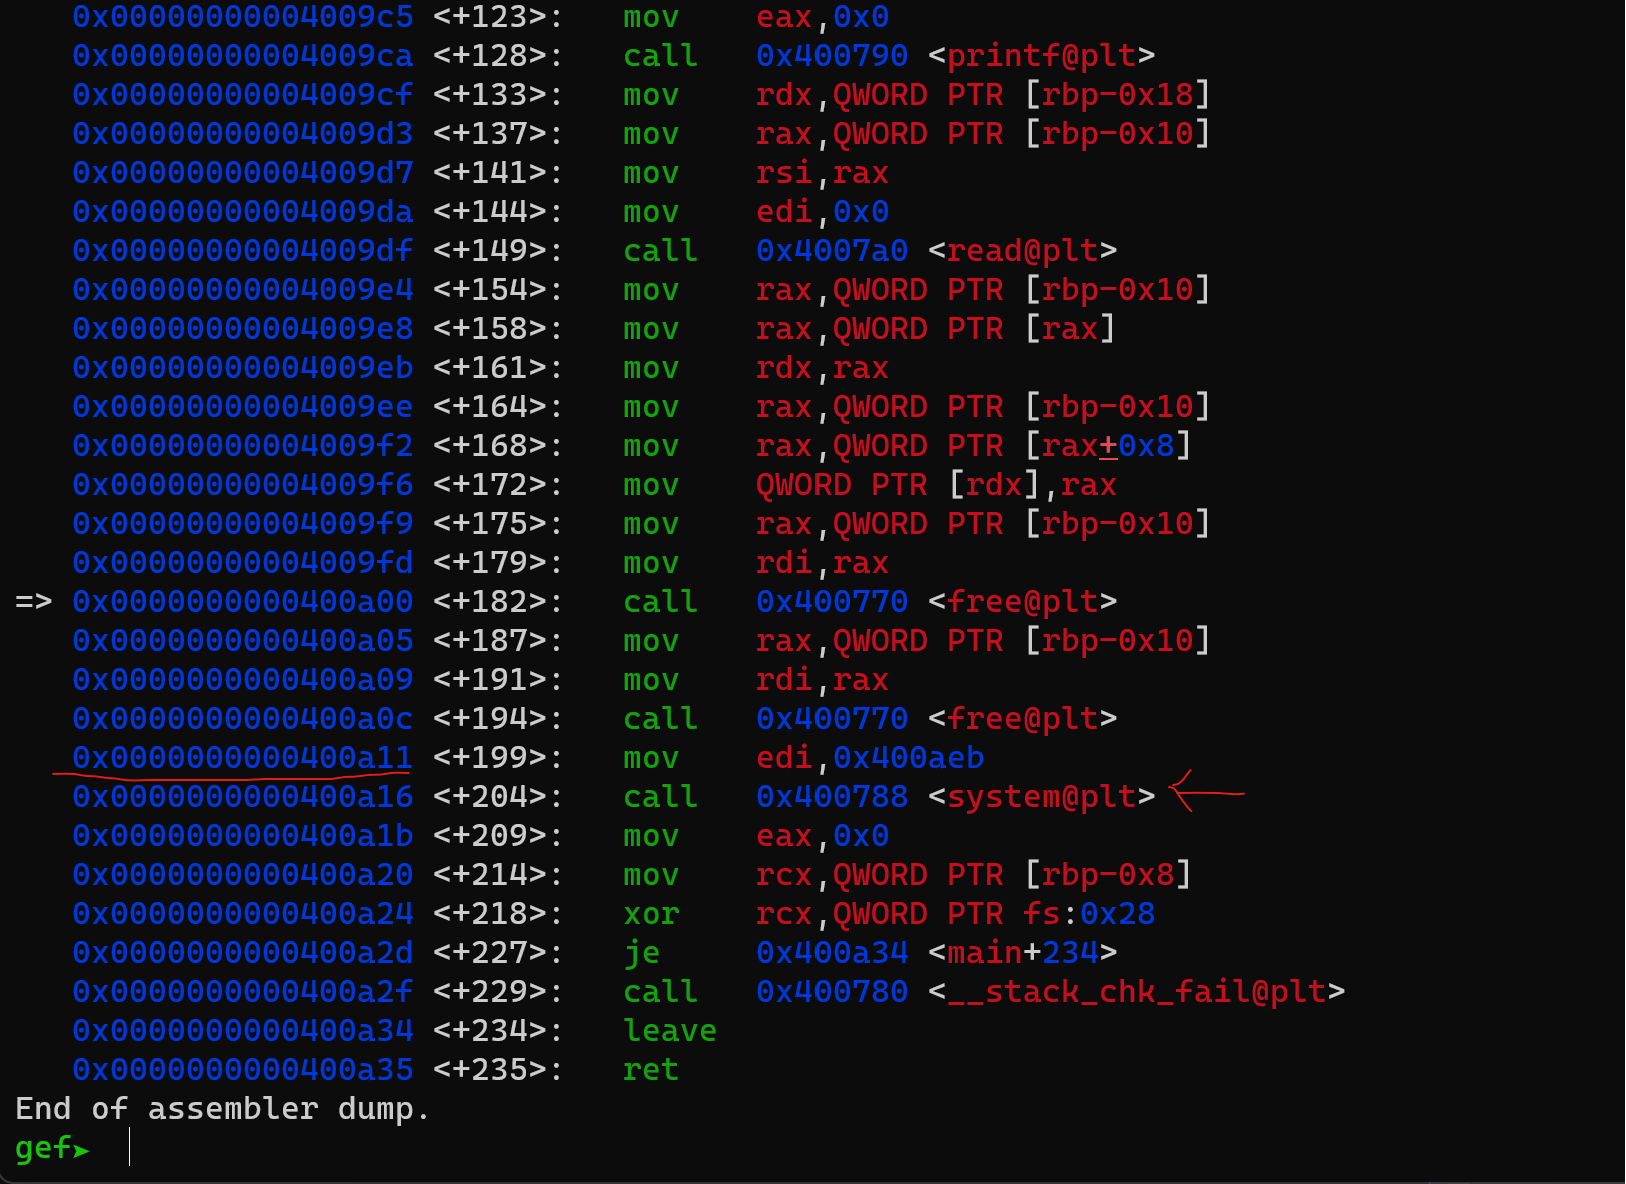 0x00000000004009c5 <+123>: mov eax,0x0
0x00000000004009ca <+128>: call 0x400790 <printf@plt>
0x00000000004009cf <+133>: mov rdx,QWORD PTR [rbp-0x18]
0x00000000004009d3 <+137>: mov rax,QWORD PTR [rbp-0x10]
0x00000000004009d7 <+141>: mov rsi,rax
0x00000000004009da <+144>: mov edi,0x0
0x00000000004009df <+149>: call 0x4007a0 <read@plt>
0x00000000004009e4 <+154>: mov rax,QWORD PTR [rbp-0x10]
0x00000000004009e8 <+158>: mov rax,QWORD PTR [rax]
0x00000000004009eb <+161>: mov rdx,rax
0x00000000004009ee <+164>: mov rax,QWORD PTR [rbp-0x10]
0x00000000004009f2 <+168>: mov rax,QWORD PTR [rax+0x8]
0x00000000004009f6 <+172>: mov QWORD PTR [rdx],rax
0x00000000004009f9 <+175>: mov rax,QWORD PTR [rbp-0x10]
0x00000000004009fd <+179>: mov rdi,rax
=> 0x0000000000400a00 <+182>: call 0x400770 <free@plt>
0x0000000000400a05 <+187>: mov rax,QWORD PTR [rbp-0x10]
0x0000000000400a09 <+191>: mov rdi,rax
0x0000000000400a0c <+194>: call 0x400770 <free@plt>
0x0000000000400a11 <+199>: mov edi,0x400aeb
0x0000000000400a16 <+204>: call 0x400788 <system@plt>
0x0000000000400a1b <+209>: mov eax,0x0
0x0000000000400a20 <+214>: mov rcx,QWORD PTR [rbp-0x8]
0x0000000000400a24 <+218>: xor rcx,QWORD PTR fs:0x28
0x0000000000400a2d <+227>: je 0x400a34 <main+234>
0x0000000000400a2f <+229>: call 0x400780 <__stack_chk_fail@plt>
0x0000000000400a34 <+234>: leave
0x0000000000400a35 <+235>: ret
End of assembler dump.
gef➤